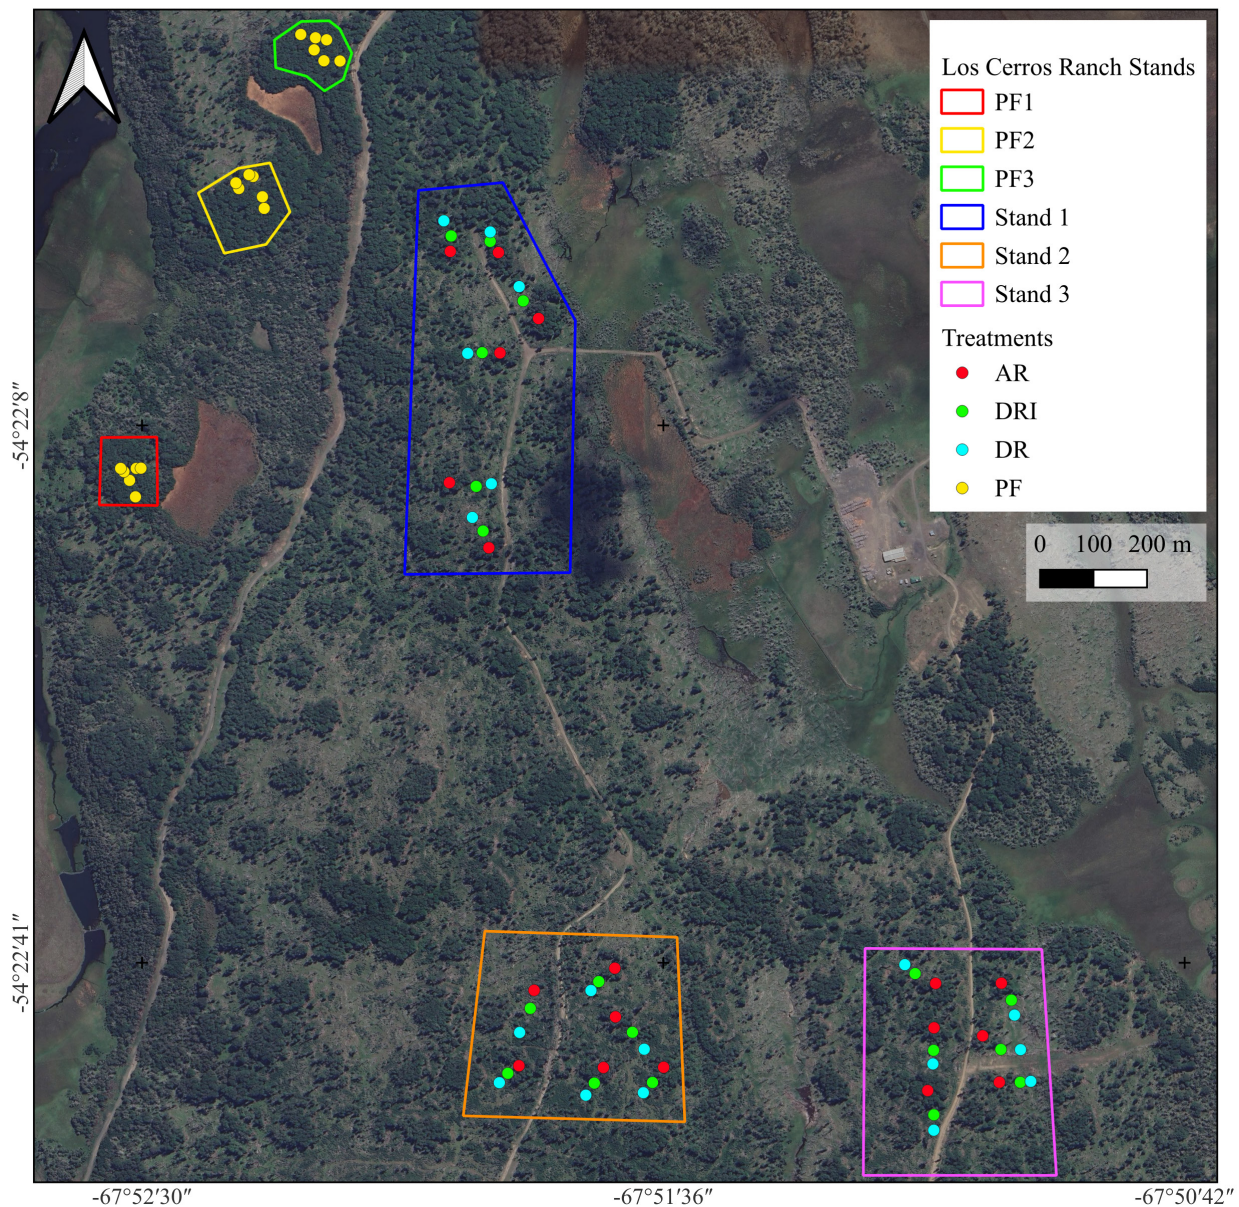 Los Cerros Ranch Stands
PF1
PF2
PF3
Stand 1
Stand 2
Stand 3
Treatments
AR
DRI
DR
PF
0 100 200 m
-54°22′8″
-54°22′41″
-67°52′30″ -67°51′36″ -67°50′42″